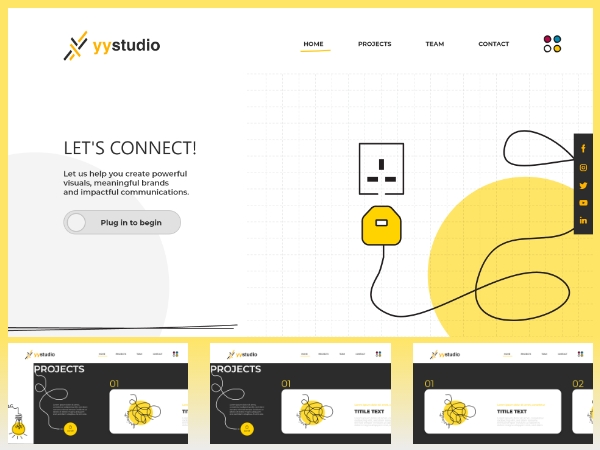 yystudio
HOME PROJECTS TEAM CONTACT
LET'S CONNECT!
Let us help you create powerful
visuals, meaningful brands
and impactful communications.
Plug in to begin
yystudio
PROJECTS
01
TITLE TEXT
yystudio
PROJECTS
01
TITLE TEXT
yystudio
01
02
TITLE TEXT